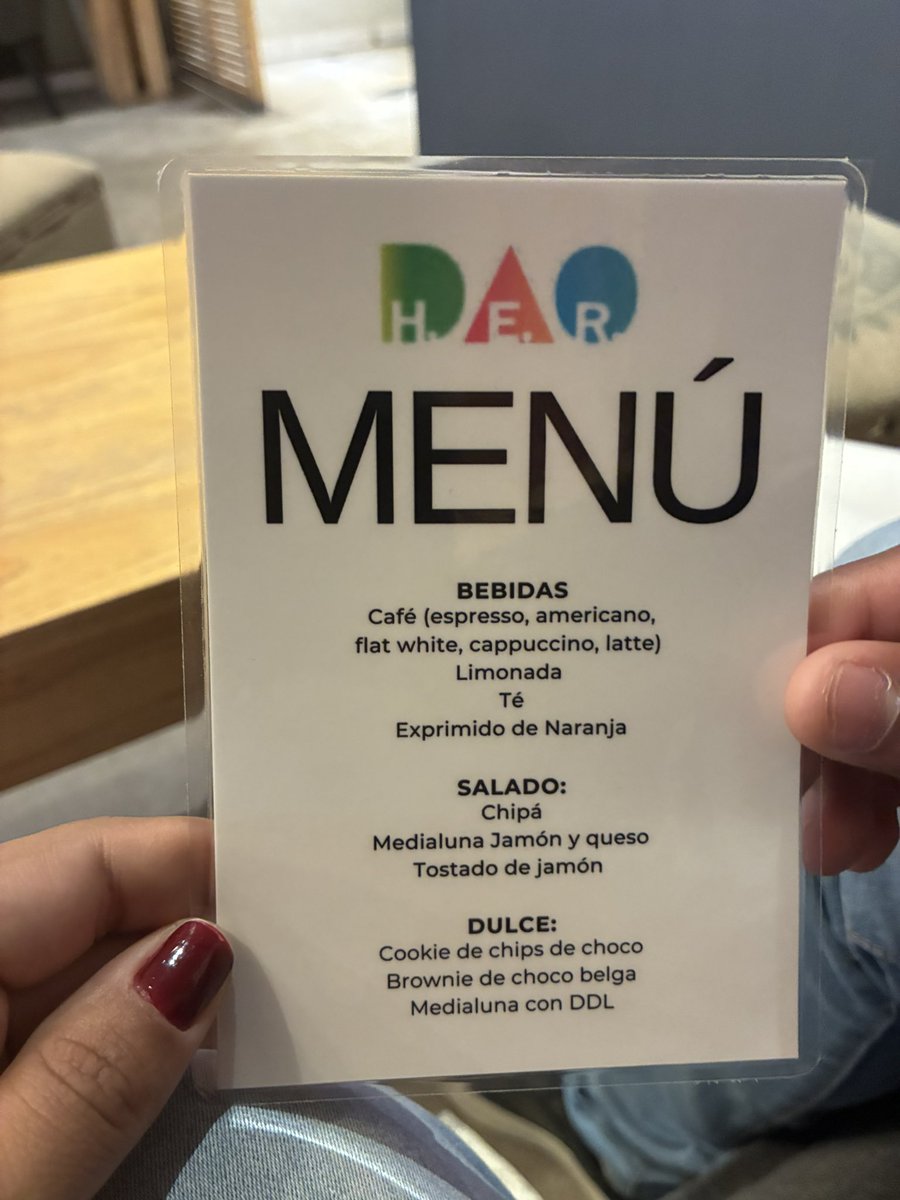 DAO
H.E.R.
MENÚ
BEBIDAS
Café (espresso, americano,
flat white, cappuccino, latte)
Limonada
Té
Exprimido de Naranja
SALADO:
Chipá
Medialuna Jamón y queso
Tostado de jamón
DULCE:
Cookie de chips de choco
Brownie de choco belga
Medialuna con DDL